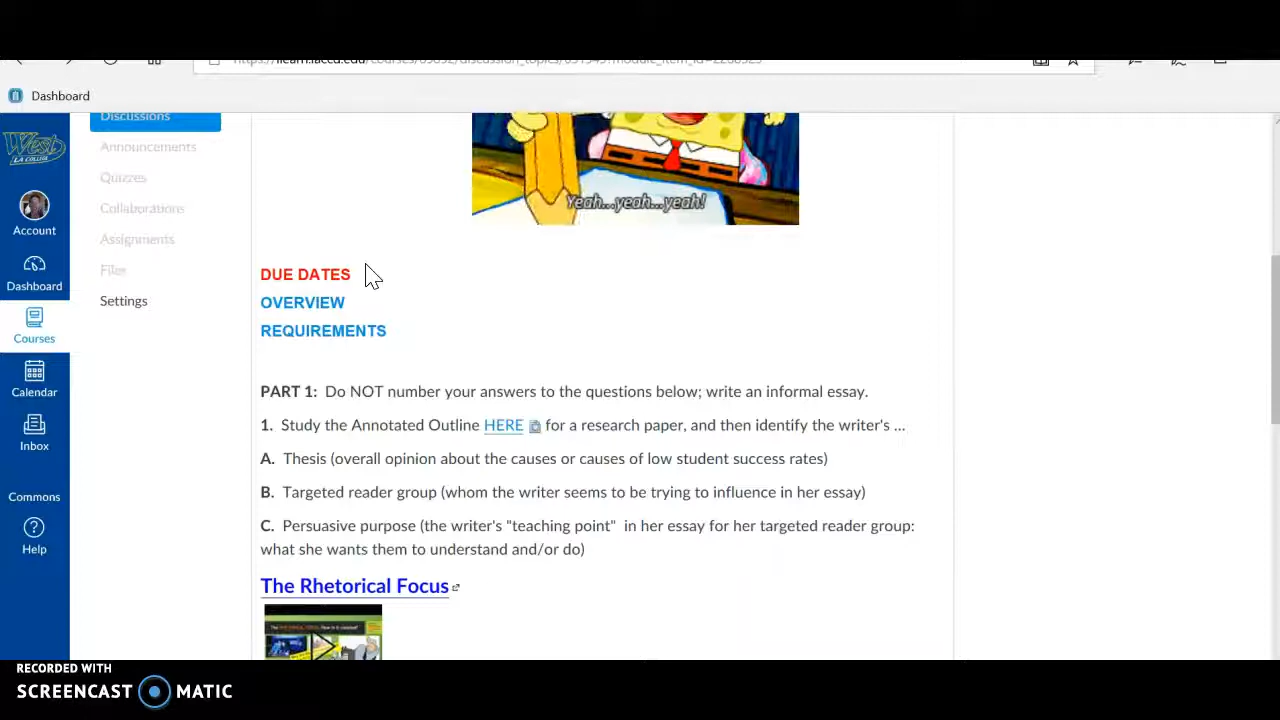 Dashboard
Discussions
West
L.A. COLLEGE
Announcements
Quizzes
Collaborations
Assignments
Files
Settings
Account
Dashboard
Courses
Calendar
Inbox
Commons
Help
Yeah...yeah...yeah!
DUE DATES
OVERVIEW
REQUIREMENTS
PART 1: Do NOT number your answers to the questions below; write an informal essay.
1. Study the Annotated Outline HERE for a research paper, and then identify the writer's ...
A. Thesis (overall opinion about the causes or causes of low student success rates)
B. Targeted reader group (whom the writer seems to be trying to influence in her essay)
C. Persuasive purpose (the writer's "teaching point" in her essay for her targeted reader group:
what she wants them to understand and/or do)
The Rhetorical Focus
RECORDED WITH
SCREENCAST MATIC